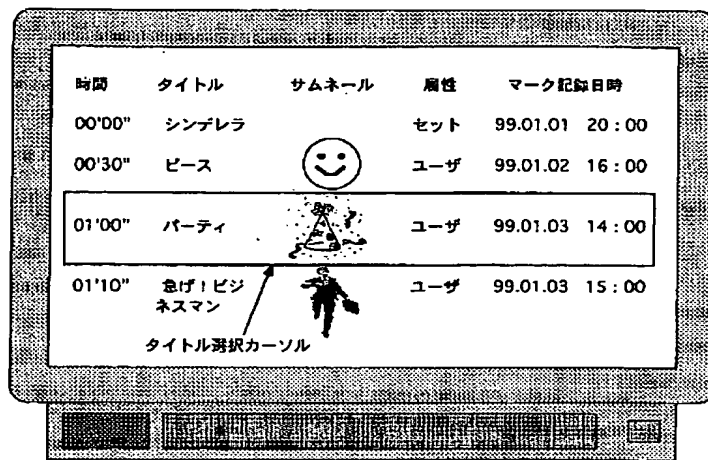 時間 タイトル サムネール 属性 マーク記録日時
00'00" シンデレラ セット 99.01.01 20:00
00'30" ピース ユーザ 99.01.02 16:00
01'00" パーティ ユーザ 99.01.03 14:00
01'10" 急げ!ビジ ユーザ 99.01.03 15:00
ネスマン
タイトル選択カーソル